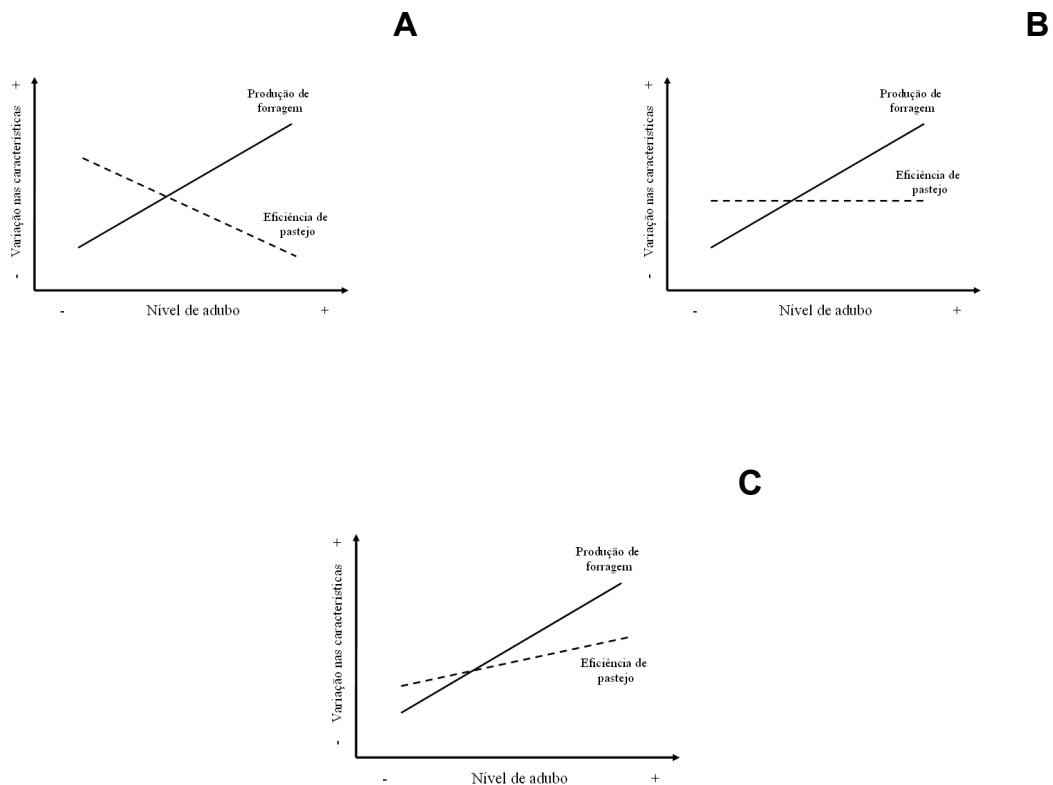 A
+
Variação nas características
-
Produção de
forragem
Eficiência de
pastejo
-
Nível de adubo
+
B
+
Variação nas características
-
Produção de
forragem
Eficiência de
pastejo
-
Nível de adubo
+
C
+
Variação nas características
-
Produção de
forragem
Eficiência de
pastejo
-
Nível de adubo
+